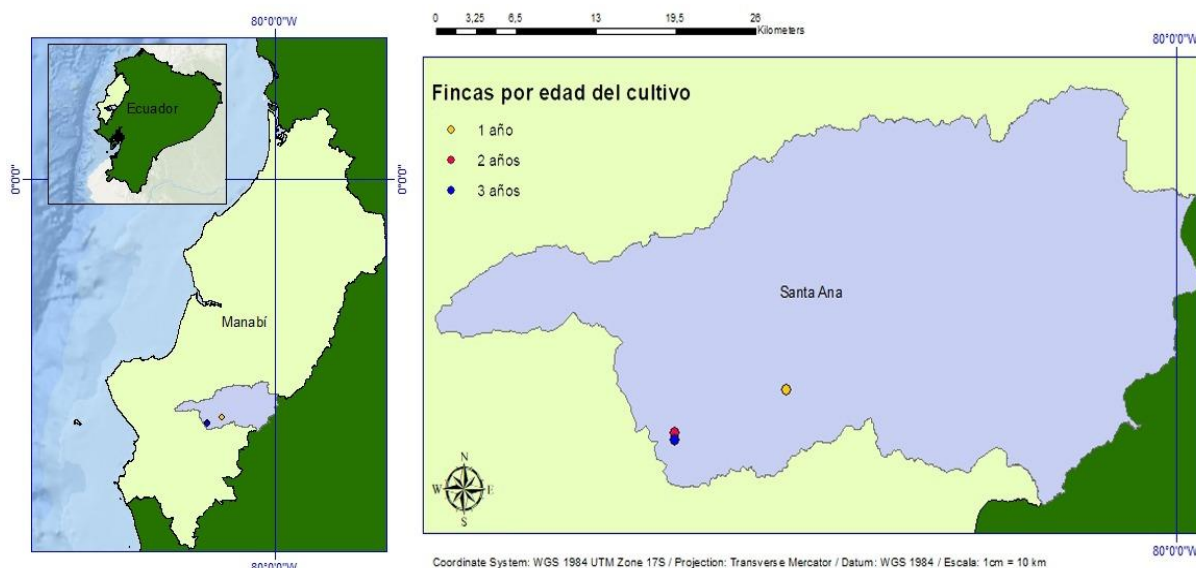 80°0'0"W
Ecuador
0°0'0"
0°0'0"
Manabí
80°0'0"W
0 3,25 6,5 13 19,5 26
Kilometers
80°0'0"W
Fincas por edad del cultivo
1 año
2 años
3 años
Santa Ana
N
W E
S
80°0'0"W
Coordinate System: WGS 1984 UTM Zone 17S / Projection: Transverse Mercator / Datum: WGS 1984 / Escala: 1cm = 10 km